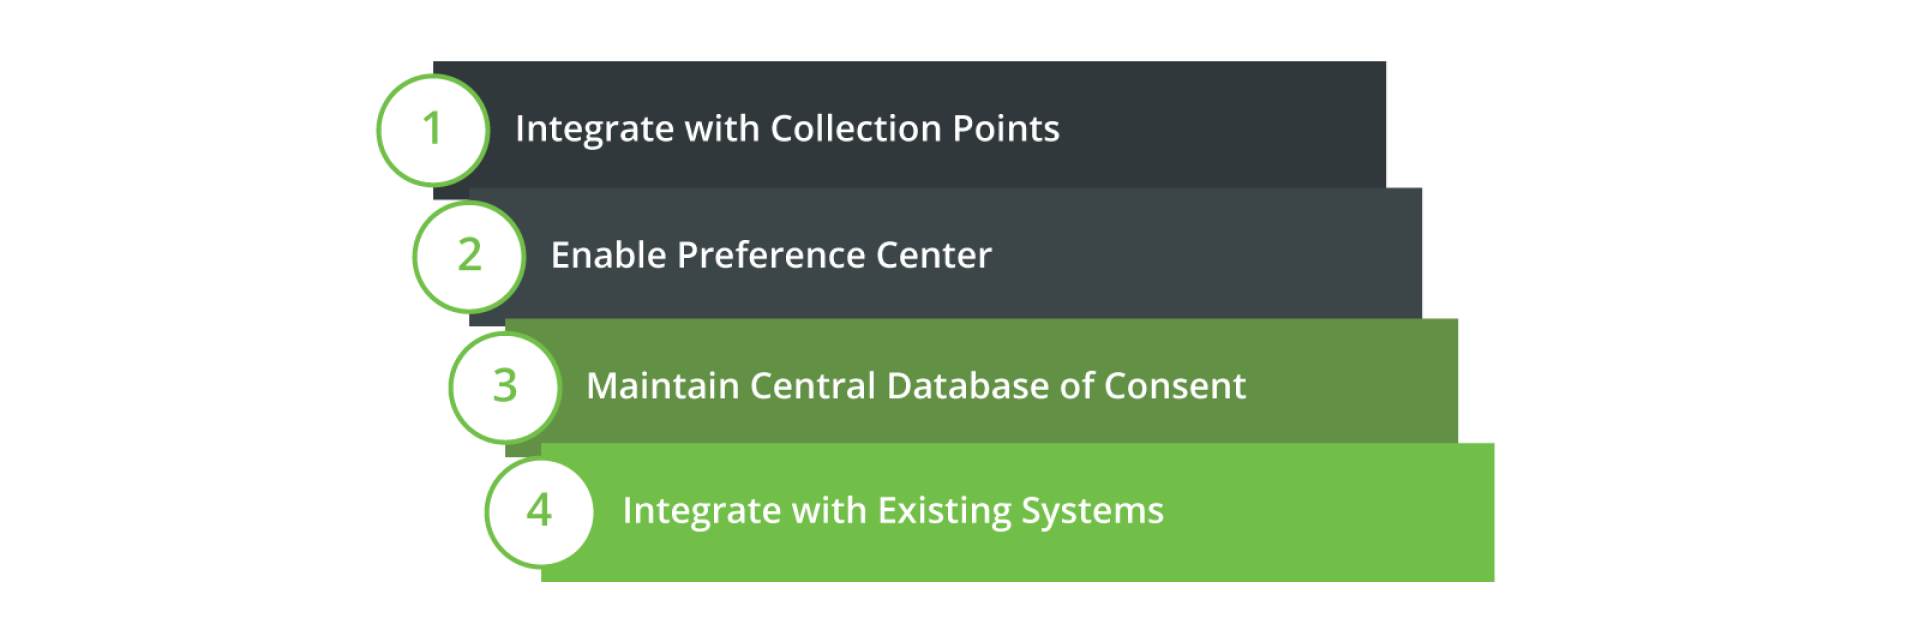 1 Integrate with Collection Points
2 Enable Preference Center
3 Maintain Central Database of Consent
4 Integrate with Existing Systems